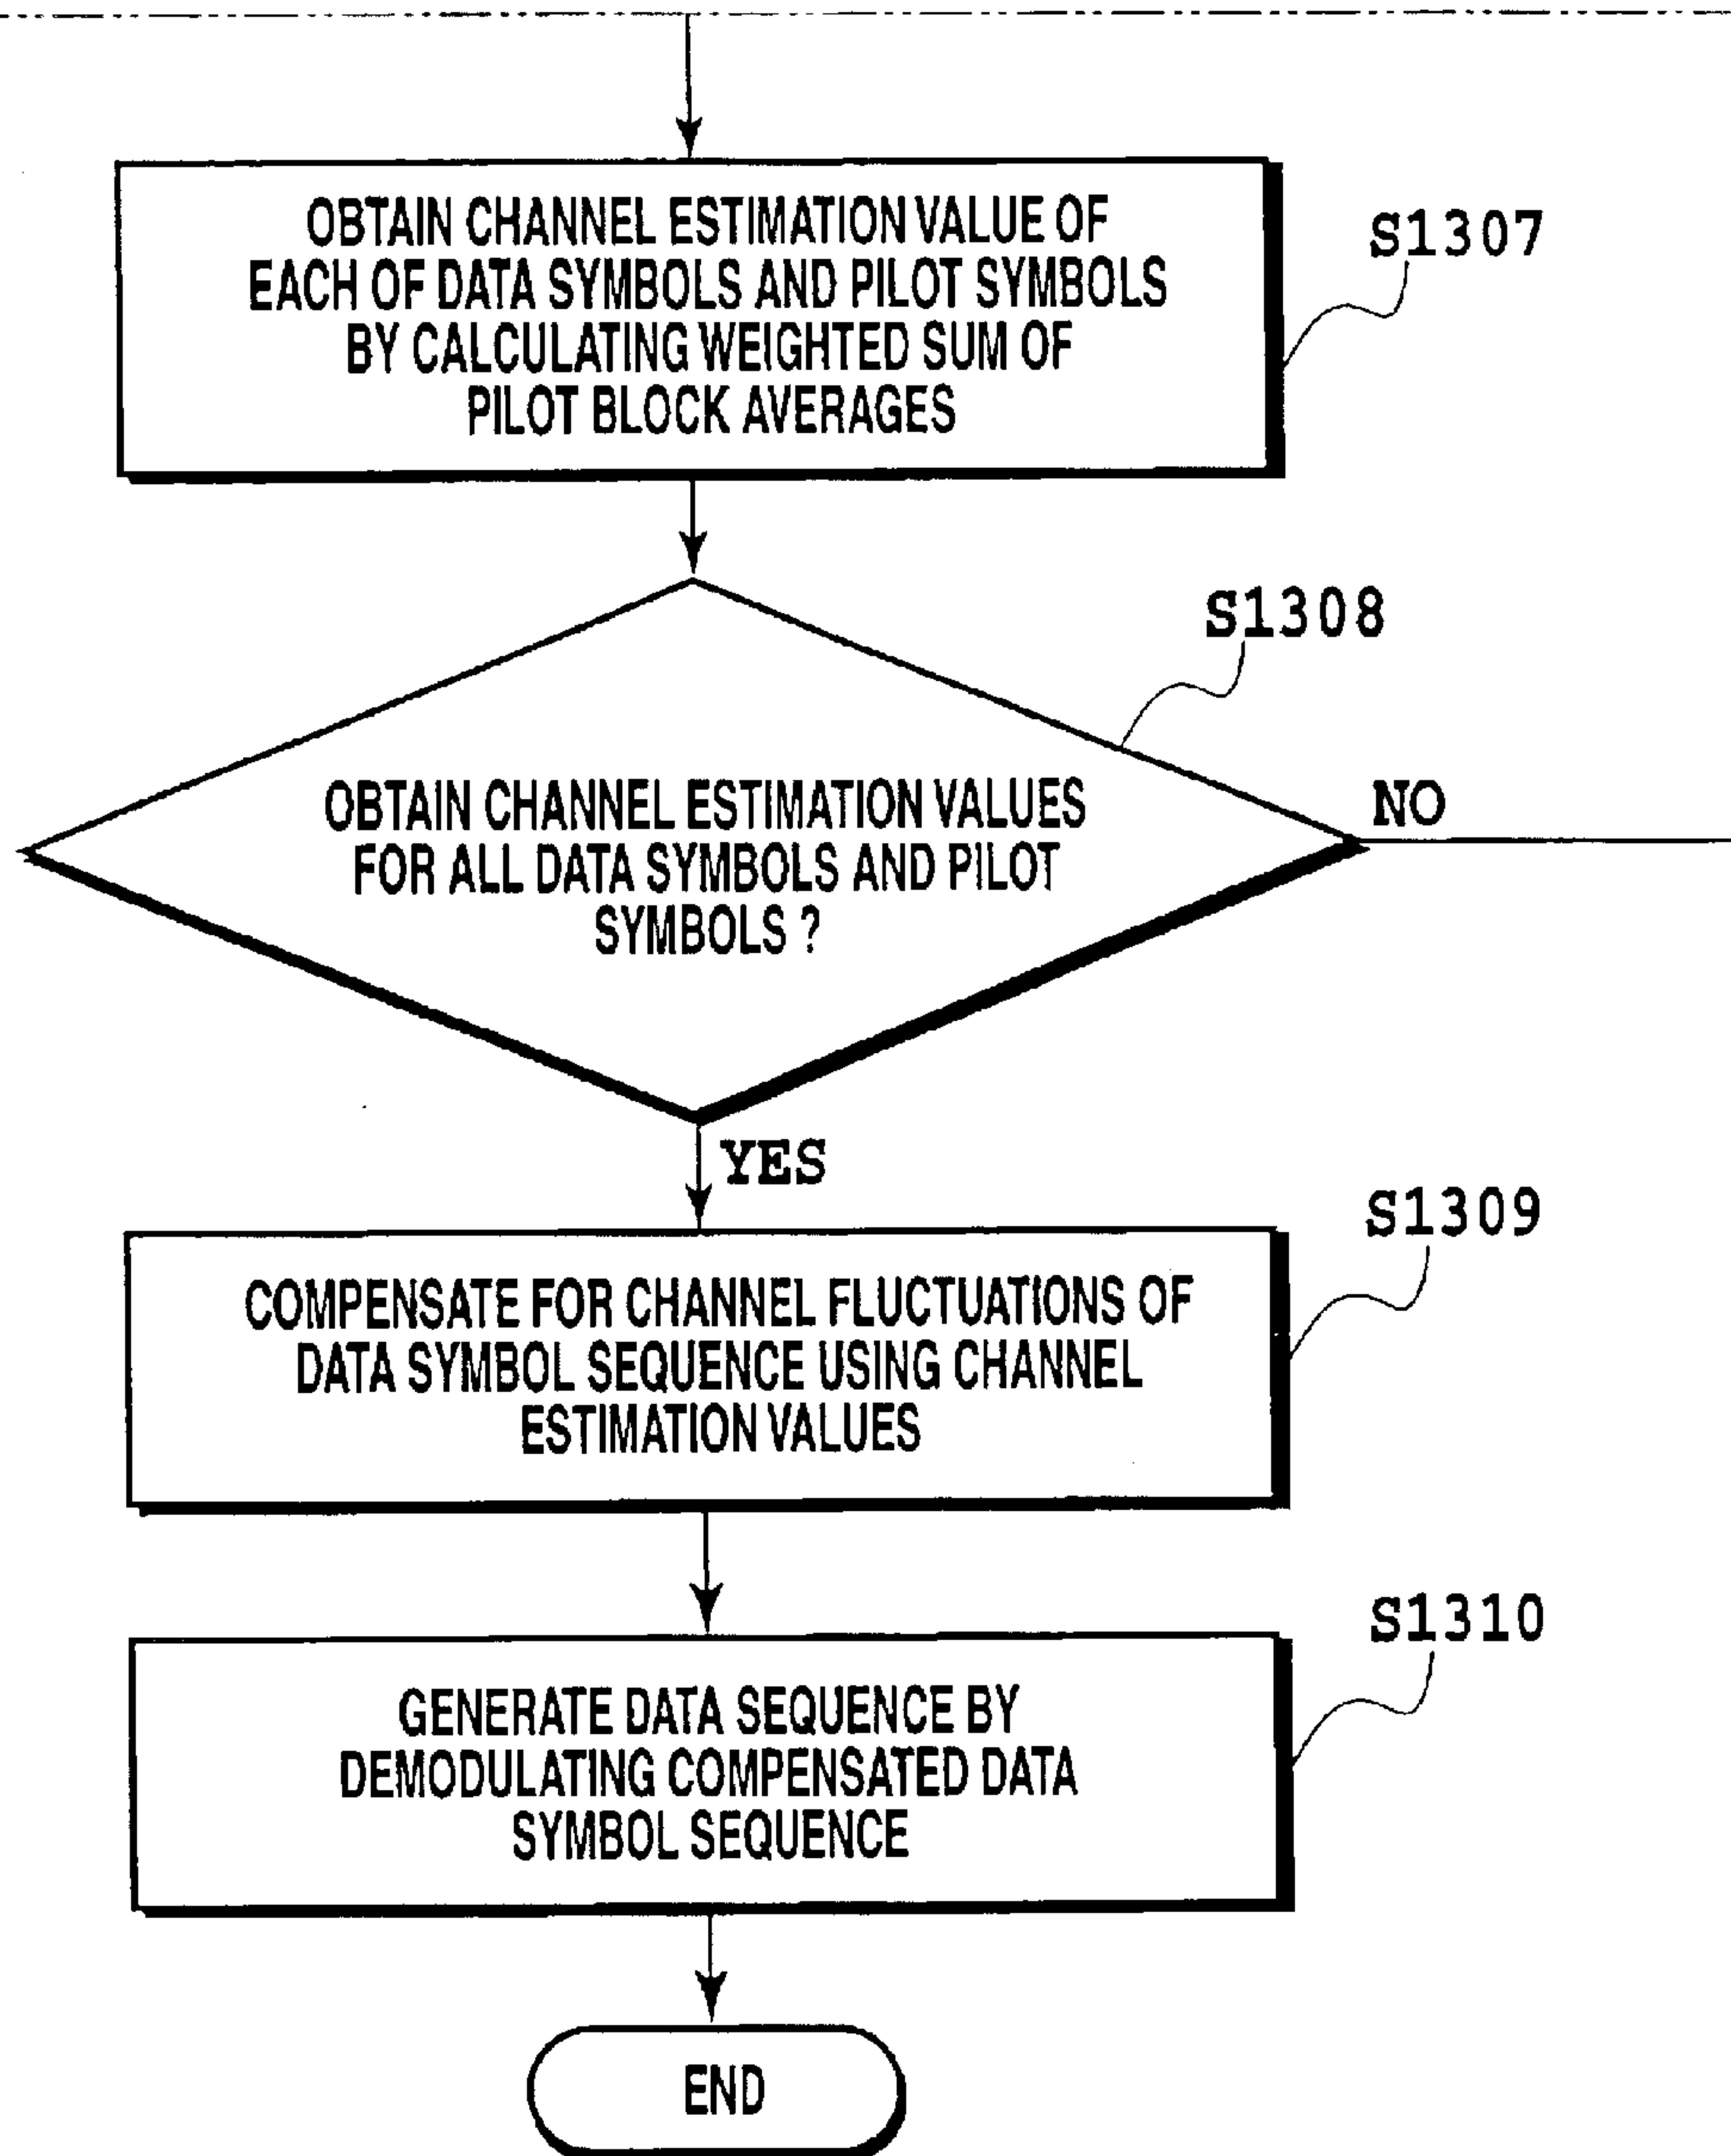 OBTAIN CHANNEL ESTIMATION VALUE OF
EACH OF DATA SYMBOLS AND PILOT SYMBOLS
BY CALCULATING WEIGHTED SUM OF
PILOT BLOCK AVERAGES
S1307
S1308
OBTAIN CHANNEL ESTIMATION VALUES
FOR ALL DATA SYMBOLS AND PILOT
SYMBOLS ?
NO
YES
S1309
COMPENSATE FOR CHANNEL FLUCTUATIONS OF
DATA SYMBOL SEQUENCE USING CHANNEL
ESTIMATION VALUES
S1310
GENERATE DATA SEQUENCE BY
DEMODULATING COMPENSATED DATA
SYMBOL SEQUENCE
END